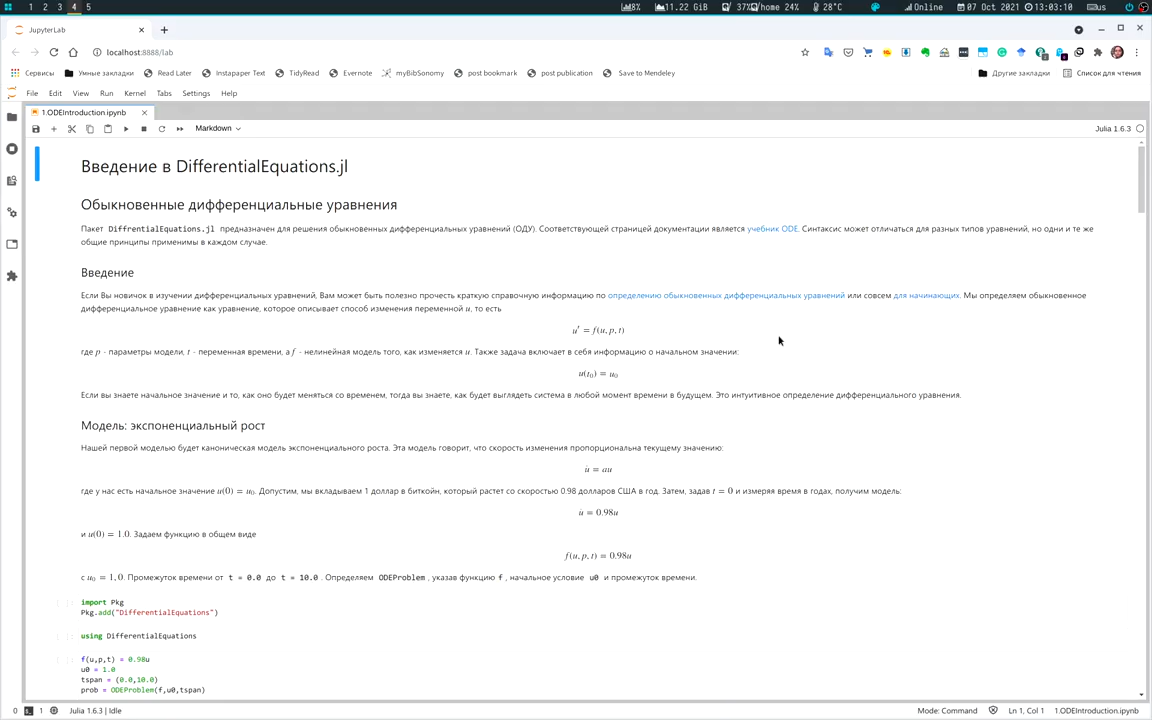 1 2 3 4 5 8% 11.22 GiB 37% /home 24% 28°C Online 07 Oct 2021 13:03:10 us
JupyterLab
localhost:8888/lab
Сервисы Умные закладки Read Later Instapaper Text TidyRead Evernote myBibSonomy post bookmark post publication Save to Mendeley Другие закладки Список для чтения
File Edit View Run Kernel Tabs Settings Help
1.ODEIntroduction.ipynb
Markdown Julia 1.6.3
Введение в DifferentialEquations.jl
Обыкновенные дифференциальные уравнения
Пакет DiffrentialEquations.jl предназначен для решения обыкновенных дифференциальных уравнений (ОДУ). Соответствующей страницей документации является учебник ODE. Синтаксис может отличаться для разных типов уравнений, но одни и те же
общие принципы применимы в каждом случае.
Введение
Если Вы новичок в изучении дифференциальных уравнений, Вам может быть полезно прочесть краткую справочную информацию по определению обыкновенных дифференциальных уравнений или совсем для начинающих. Мы определяем обыкновенное
дифференциальное уравнение как уравнение, которое описывает способ изменения переменной u, то есть
u′ = f(u, p, t)
где p - параметры модели, t - переменная времени, а f - нелинейная модель того, как изменяется u. Также задача включает в себя информацию о начальном значении:
u(t₀) = u₀
Если вы знаете начальное значение и то, как оно будет меняться со временем, тогда вы знаете, как будет выглядеть система в любой момент времени в будущем. Это интуитивное определение дифференциального уравнения.
Модель: экспоненциальный рост
Нашей первой моделью будет каноническая модель экспоненциального роста. Эта модель говорит, что скорость изменения пропорциональна текущему значению:
u̇ = au
где у нас есть начальное значение u(0) = u₀. Допустим, мы вкладываем 1 доллар в биткойн, который растет со скоростью 0.98 долларов США в год. Затем, задав t = 0 и измеряя время в годах, получим модель:
u̇ = 0.98u
и u(0) = 1.0. Задаем функцию в общем виде
f(u, p, t) = 0.98u
с u₀ = 1, 0. Промежуток времени от t = 0.0 до t = 10.0. Определяем ODEProblem, указав функцию f, начальное условие u0 и промежуток времени.
[ ]: import Pkg
Pkg.add("DifferentialEquations")
[ ]: using DifferentialEquations
[ ]: f(u,p,t) = 0.98u
u0 = 1.0
tspan = (0.0,10.0)
prob = ODEProblem(f,u0,tspan)
0 1 Julia 1.6.3 | Idle Mode: Command Ln 1, Col 1 1.ODEIntroduction.ipynb